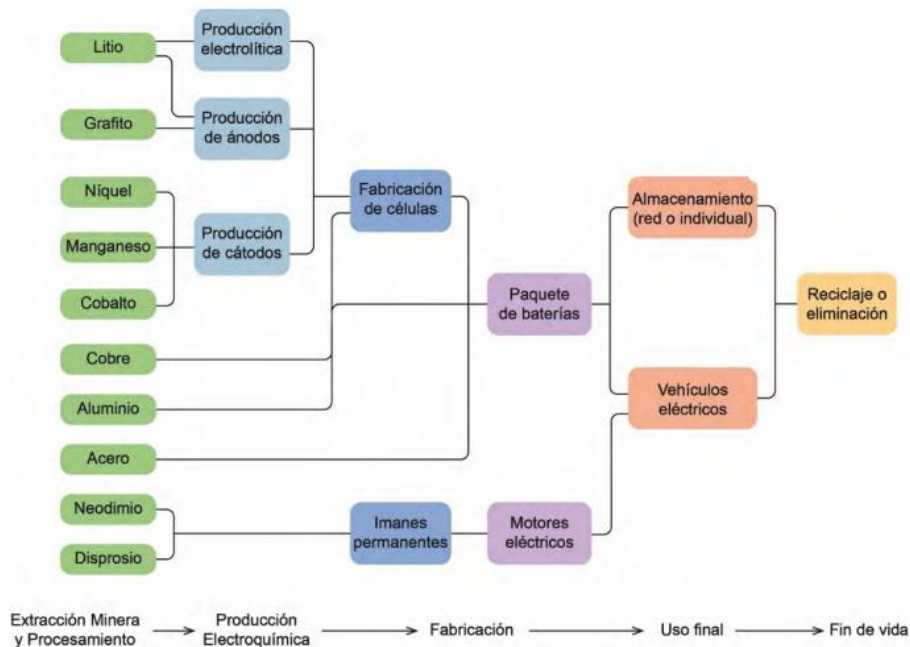 Litio
Producción
electrolítica
Grafito
Producción
de ánodos
Níquel
Manganeso
Cobalto
Producción
de cátodos
Fabricación
de células
Almacenamiento
(red o individual)
Cobre
Aluminio
Acero
Paquete
de baterías
Reciclaje o
eliminación
Vehículos
eléctricos
Neodimio
Disprosio
Imanes
permanentes
Motores
eléctricos
Extracción Minera
y Procesamiento
Producción
Electroquímica
Fabricación
Uso final
Fin de vida